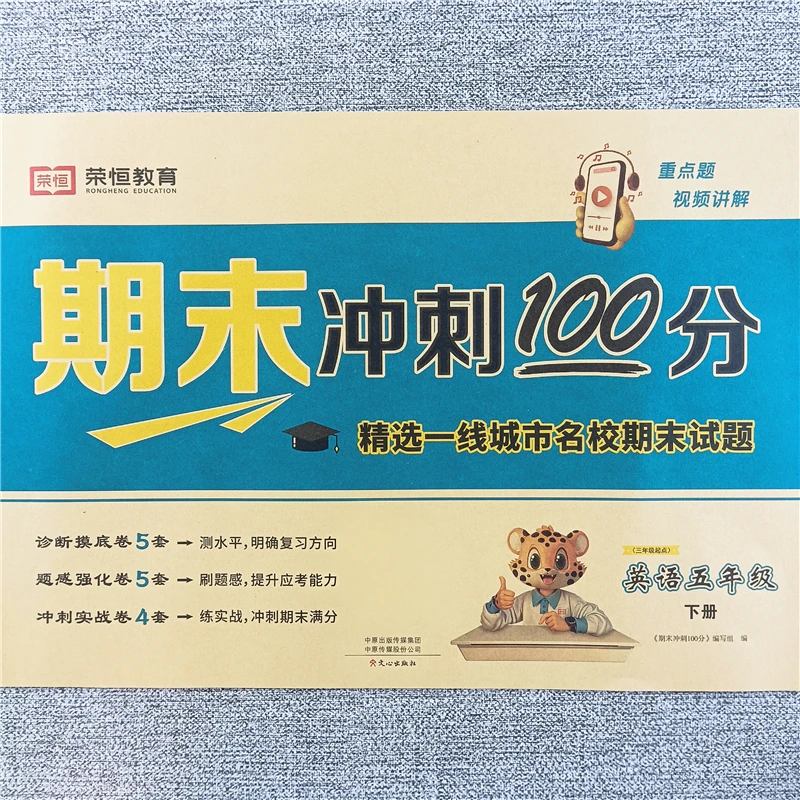 荣恒
荣恒教育
RONGHENG EDUCATION
重点题
视频讲解
期末冲刺100分
精选一线城市名校期末试题
诊断摸底卷5套→测水平,明确复习方向
题感强化卷5套→刷题感,提升应考能力
冲刺实战卷4套→练实战,冲刺期末满分
(三年级起点)
英语五年级
下册
《期末冲刺100分》编写组 编
中原出版传媒集团
中原传媒股份公司
文心出版社